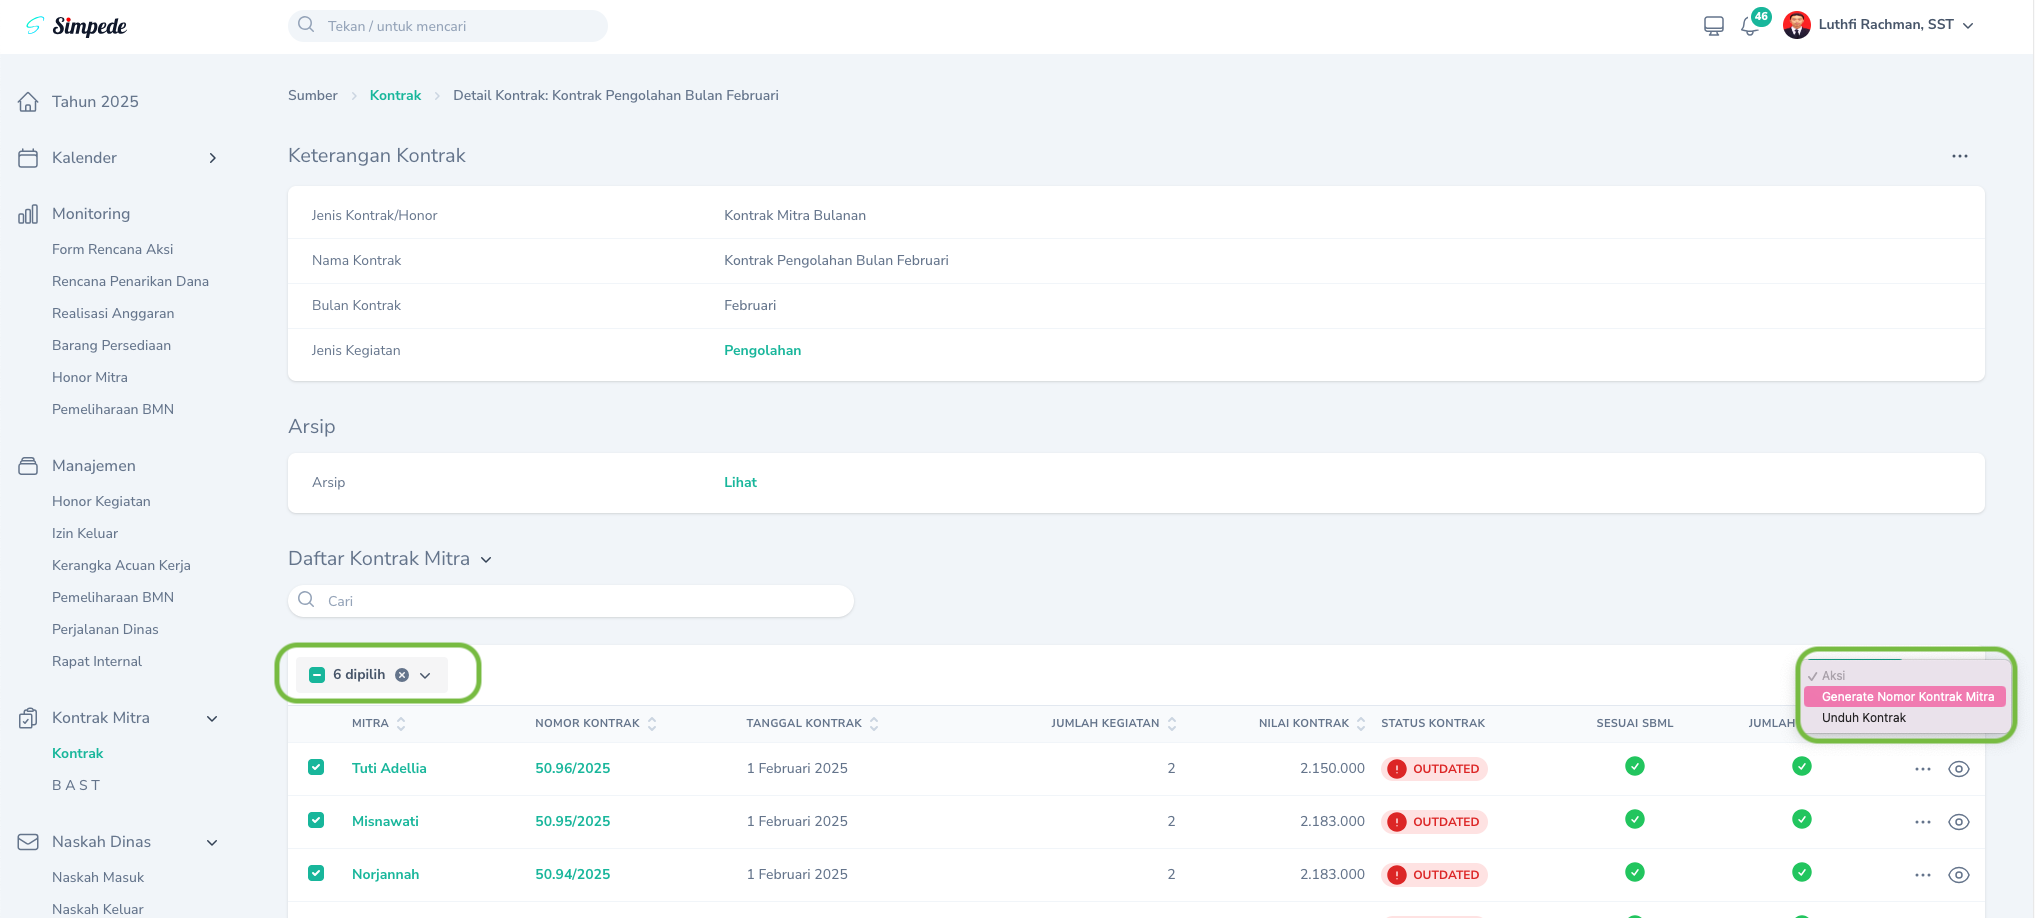 Simpede
Tekan / untuk mencari
46
Luthfi Rachman, SST
Tahun 2025
Kalender
Monitoring
Form Rencana Aksi
Rencana Penarikan Dana
Realisasi Anggaran
Barang Persediaan
Honor Mitra
Pemeliharaan BMN
Manajemen
Honor Kegiatan
Izin Keluar
Kerangka Acuan Kerja
Pemeliharaan BMN
Perjalanan Dinas
Rapat Internal
Kontrak Mitra
Kontrak
B A S T
Naskah Dinas
Naskah Masuk
Naskah Keluar
Sumber > Kontrak > Detail Kontrak: Kontrak Pengolahan Bulan Februari
Keterangan Kontrak
Jenis Kontrak/Honor Kontrak Mitra Bulanan
Nama Kontrak Kontrak Pengolahan Bulan Februari
Bulan Kontrak Februari
Jenis Kegiatan Pengolahan
Arsip
Arsip Lihat
Daftar Kontrak Mitra
Cari
6 dipilih
Aksi
Generate Nomor Kontrak Mitra
Unduh Kontrak
MITRA NOMOR KONTRAK TANGGAL KONTRAK JUMLAH KEGIATAN NILAI KONTRAK STATUS KONTRAK SESUAI SBML JUMLAH
Tuti Adellia 50.96/2025 1 Februari 2025 2 2.150.000 OUTDATED
Misnawati 50.95/2025 1 Februari 2025 2 2.183.000 OUTDATED
Norjannah 50.94/2025 1 Februari 2025 2 2.183.000 OUTDATED